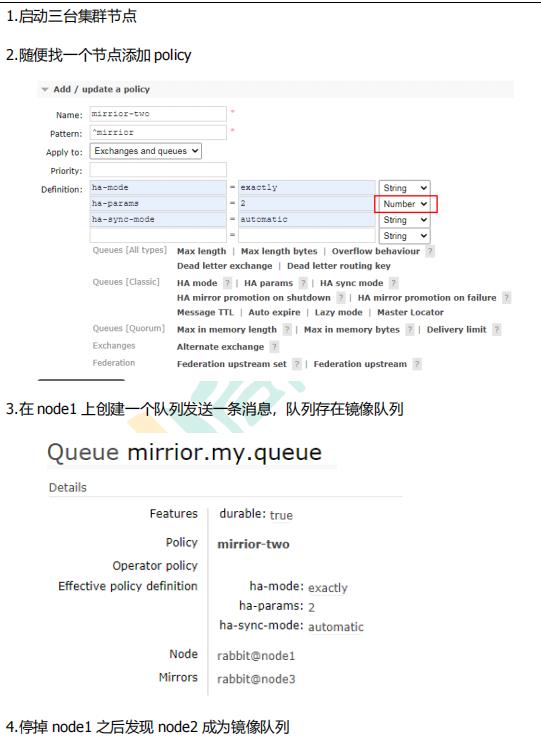 1.启动三台集群节点
2.随便找一个节点添加 policy
Add / update a policy
Name: mirrior-two *
Pattern: ^mirrior *
Apply to: Exchanges and queues
Priority:
Definition: ha-mode = exactly String
ha-params = 2 Number
ha-sync-mode = automatic String
= String
Queues [All types] Max length | Max length bytes | Overflow behaviour ?
Dead letter exchange | Dead letter routing key
Queues [Classic] HA mode ? | HA params ? | HA sync mode ?
HA mirror promotion on shutdown ? | HA mirror promotion on failure ?
Message TTL | Auto expire | Lazy mode | Master Locator
Queues [Quorum] Max in memory length ? | Max in memory bytes ? | Delivery limit ?
Exchanges Alternate exchange ?
Federation Federation upstream set ? | Federation upstream ?
3.在 node1 上创建一个队列发送一条消息，队列存在镜像队列
Queue mirrior.my.queue
Details
Features durable: true
Policy mirrior-two
Operator policy
Effective policy definition ha-mode: exactly
ha-params: 2
ha-sync-mode: automatic
Node rabbit@node1
Mirrors rabbit@node3
4.停掉 node1 之后发现 node2 成为镜像队列